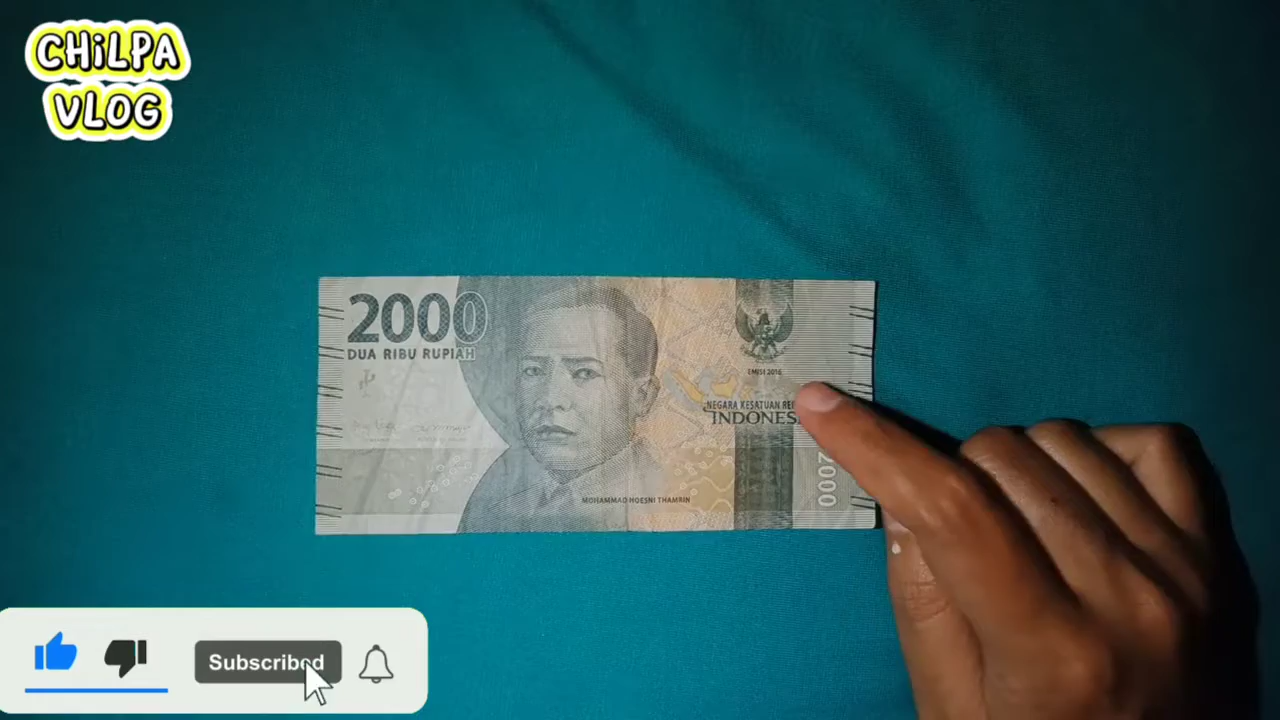 CHiLPA
VLOG
2000
DUA RIBU RUPIAH
EMISI 2016
NEGARA KESATUAN RE
INDONES
2000
MOHAMMAD HOESNI THAMRIN
Subscribed